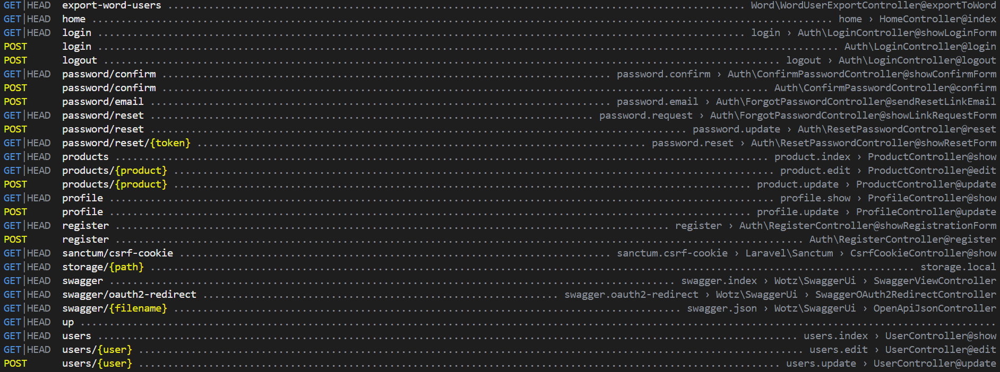 GET|HEAD export-word-users ........ Word\WordUserExportController@exportToWord
GET|HEAD home ........ home › HomeController@index
GET|HEAD login ........ login › Auth\LoginController@showLoginForm
POST login ........ Auth\LoginController@login
POST logout ........ logout › Auth\LoginController@logout
GET|HEAD password/confirm ........ password.confirm › Auth\ConfirmPasswordController@showConfirmForm
POST password/confirm ........ Auth\ConfirmPasswordController@confirm
POST password/email ........ password.email › Auth\ForgotPasswordController@sendResetLinkEmail
GET|HEAD password/reset ........ password.request › Auth\ForgotPasswordController@showLinkRequestForm
POST password/reset ........ password.update › Auth\ResetPasswordController@reset
GET|HEAD password/reset/{token} ........ password.reset › Auth\ResetPasswordController@showResetForm
GET|HEAD products ........ product.index › ProductController@show
GET|HEAD products/{product} ........ product.edit › ProductController@edit
POST products/{product} ........ product.update › ProductController@update
GET|HEAD profile ........ profile.show › ProfileController@show
POST profile ........ profile.update › ProfileController@update
GET|HEAD register ........ register › Auth\RegisterController@showRegistrationForm
POST register ........ Auth\RegisterController@register
GET|HEAD sanctum/csrf-cookie ........ sanctum.csrf-cookie › Laravel\Sanctum › CsrfCookieController@show
GET|HEAD storage/{path} ........ storage.local
GET|HEAD swagger ........ swagger.index › Wotz\SwaggerUi › SwaggerViewController
GET|HEAD swagger/oauth2-redirect ........ swagger.oauth2-redirect › Wotz\SwaggerUi › SwaggerOAuth2RedirectController
GET|HEAD swagger/{filename} ........ swagger.json › Wotz\SwaggerUi › OpenApiJsonController
GET|HEAD up ........
GET|HEAD users ........ users.index › UserController@show
GET|HEAD users/{user} ........ users.edit › UserController@edit
POST users/{user} ........ users.update › UserController@update